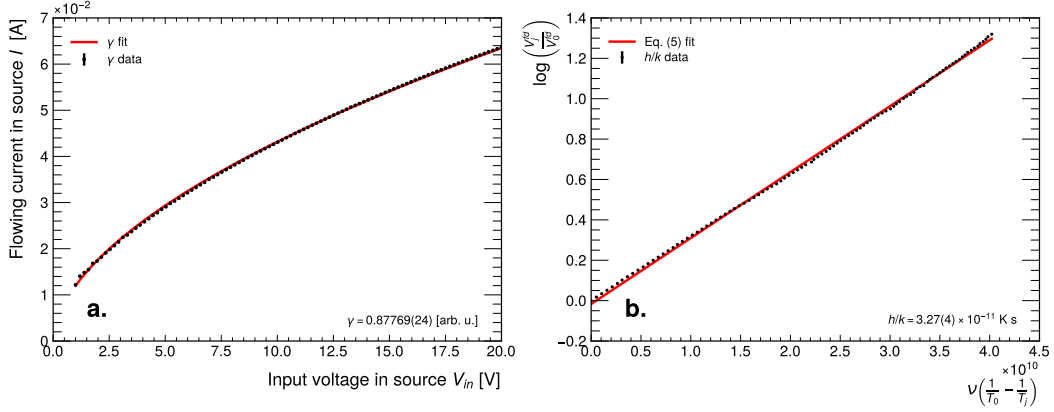 ×10⁻²
7
6
5
4
3
2
1
0
Flowing current in source I [A]
γ fit
γ data
a.
γ = 0.87769(24) [arb. u.]
0.0 2.5 5.0 7.5 10.0 12.5 15.0 17.5 20.0
Input voltage in source V_in [V]
1.4
1.2
1.0
0.8
0.6
0.4
0.2
0.0
−0.2
log (V_j^fd / V_0^fd)
Eq. (5) fit
h/k data
b.
h/k = 3.27(4) × 10⁻¹¹ K s
0.0 0.5 1.0 1.5 2.0 2.5 3.0 3.5 4.0 4.5
×10¹⁰
ν(1/T_0 − 1/T_j)